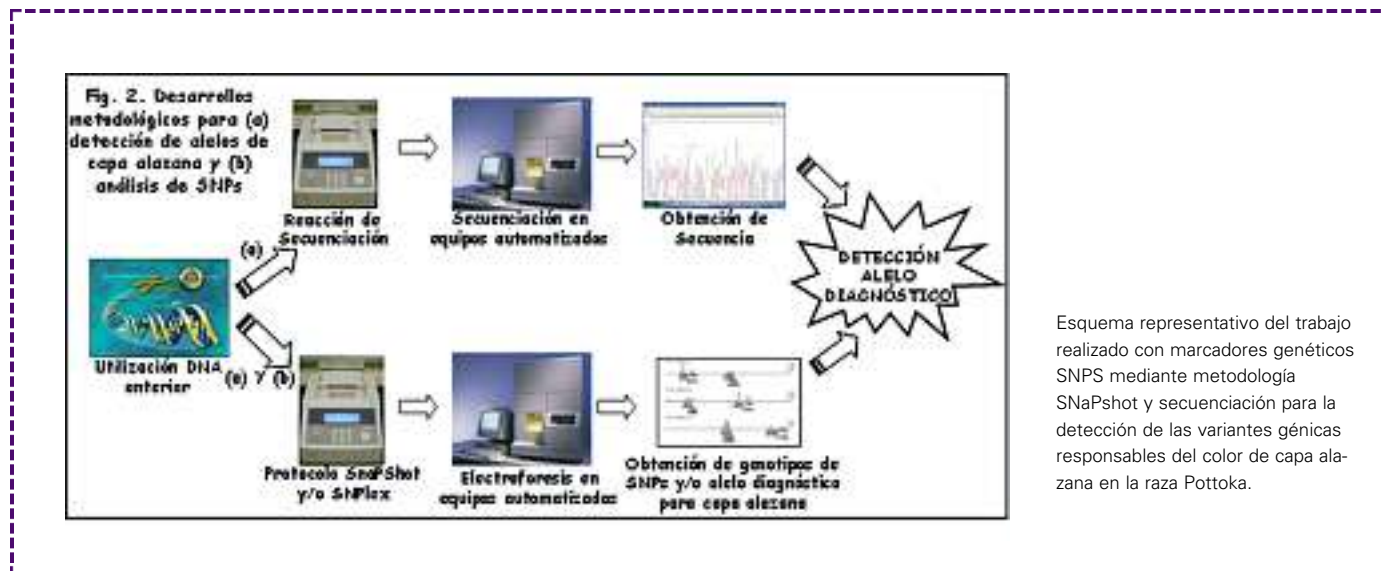 Fig. 2. Desarrollos
metodológicos para (a)
detección de alelos de
capa alazana y (b)
análisis de SNPs
Reacción de
Secuenciación
Secuenciación en
equipos automatizados
Obtención de
Secuencia
(a)
Utilización DNA
anterior
(a) y (b)
Protocolo SnaPShot
y/o SNPlex
Electroforesis en
equipos automatizados
Obtención de genotipos de
SNPs y/o alelo diagnóstico
para capa alazana
DETECCIÓN
ALELO
DIAGNÓSTICO
Esquema representativo del trabajo
realizado con marcadores genéticos
SNPS mediante metodología
SNaPshot y secuenciación para la
detección de las variantes génicas
responsables del color de capa ala-
zana en la raza Pottoka.